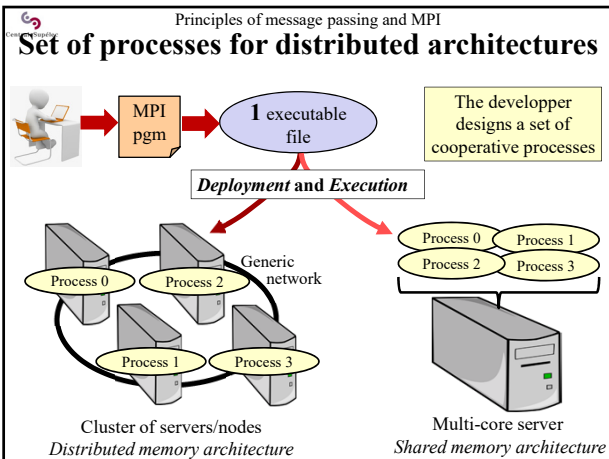 Principles of message passing and MPI
CentraleSupélec
Set of processes for distributed architectures
MPI
pgm
1 executable
file
The developper
designs a set of
cooperative processes
Deployment and Execution
Generic
network
Process 0
Process 2
Process 1
Process 3
Process 0
Process 1
Process 2
Process 3
Cluster of servers/nodes
Distributed memory architecture
Multi-core server
Shared memory architecture